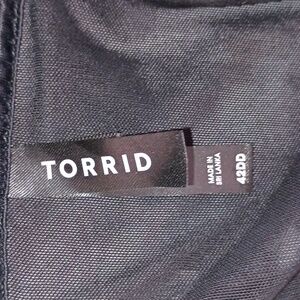 TORRID
MADE IN
SRI LANKA
42DD